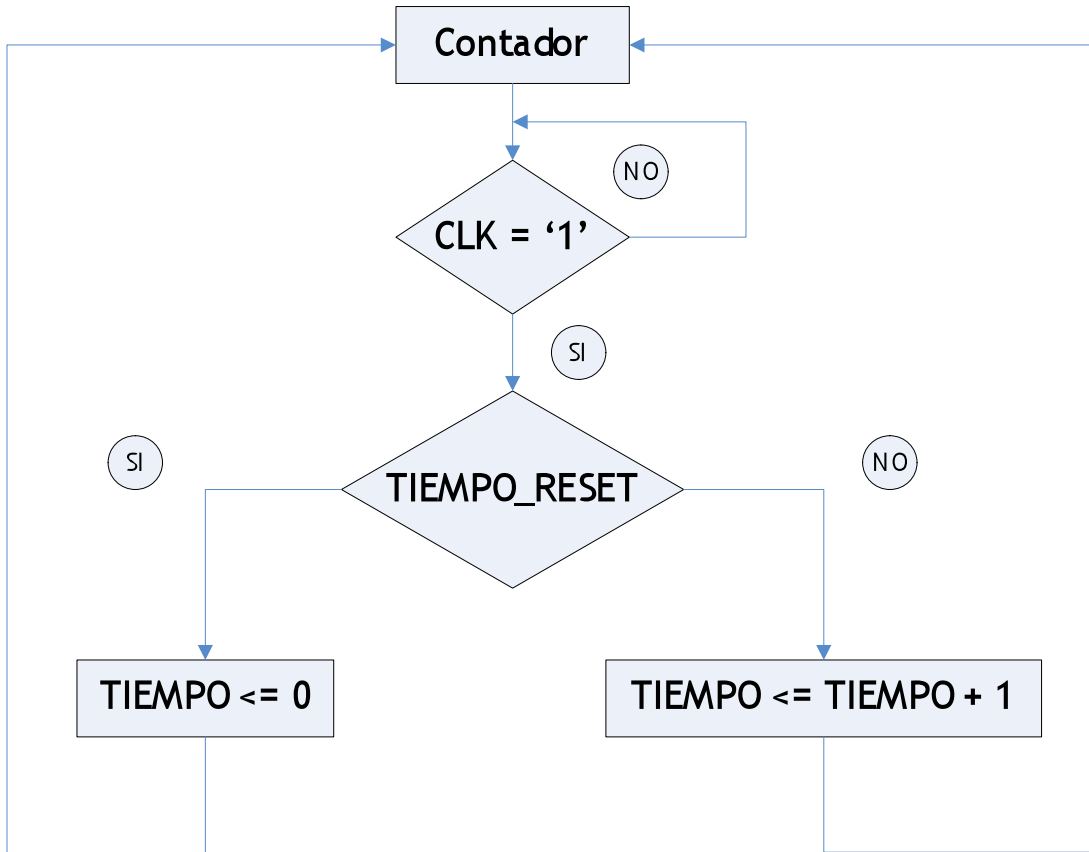 Contador
NO
CLK = ‘1’
SI
SI
NO
TIEMPO_RESET
TIEMPO <= 0
TIEMPO <= TIEMPO + 1